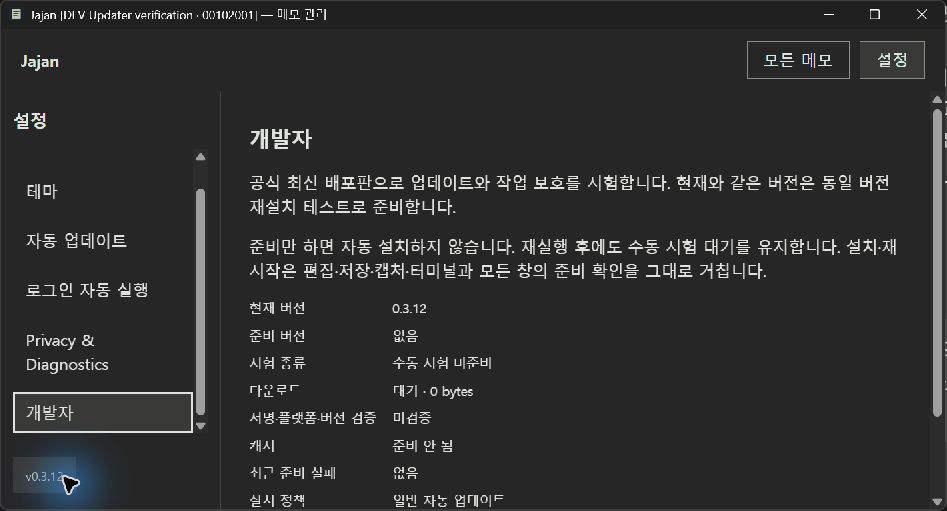 Jajan [DEV Updater verification · 00102001] — 메모 관리
Jajan
모든 메모
설정
설정
테마
자동 업데이트
로그인 자동 실행
Privacy &
Diagnostics
개발자
v0.3.12
개발자
공식 최신 배포판으로 업데이트와 작업 보호를 시험합니다. 현재와 같은 버전은 동일 버전
재설치 테스트로 준비합니다.
준비만 하면 자동 설치하지 않습니다. 재실행 후에도 수동 시험 대기를 유지합니다. 설치·재
시작은 편집·저장·캡처·터미널과 모든 창의 준비 확인을 그대로 거칩니다.
현재 버전 0.3.12
준비 버전 없음
시험 종류 수동 시험 미준비
다운로드 대기 · 0 bytes
서명·플랫폼·버전 검증 미검증
캐시 준비 안 됨
최근 준비 실패 없음
설치 정책 일반 자동 업데이트